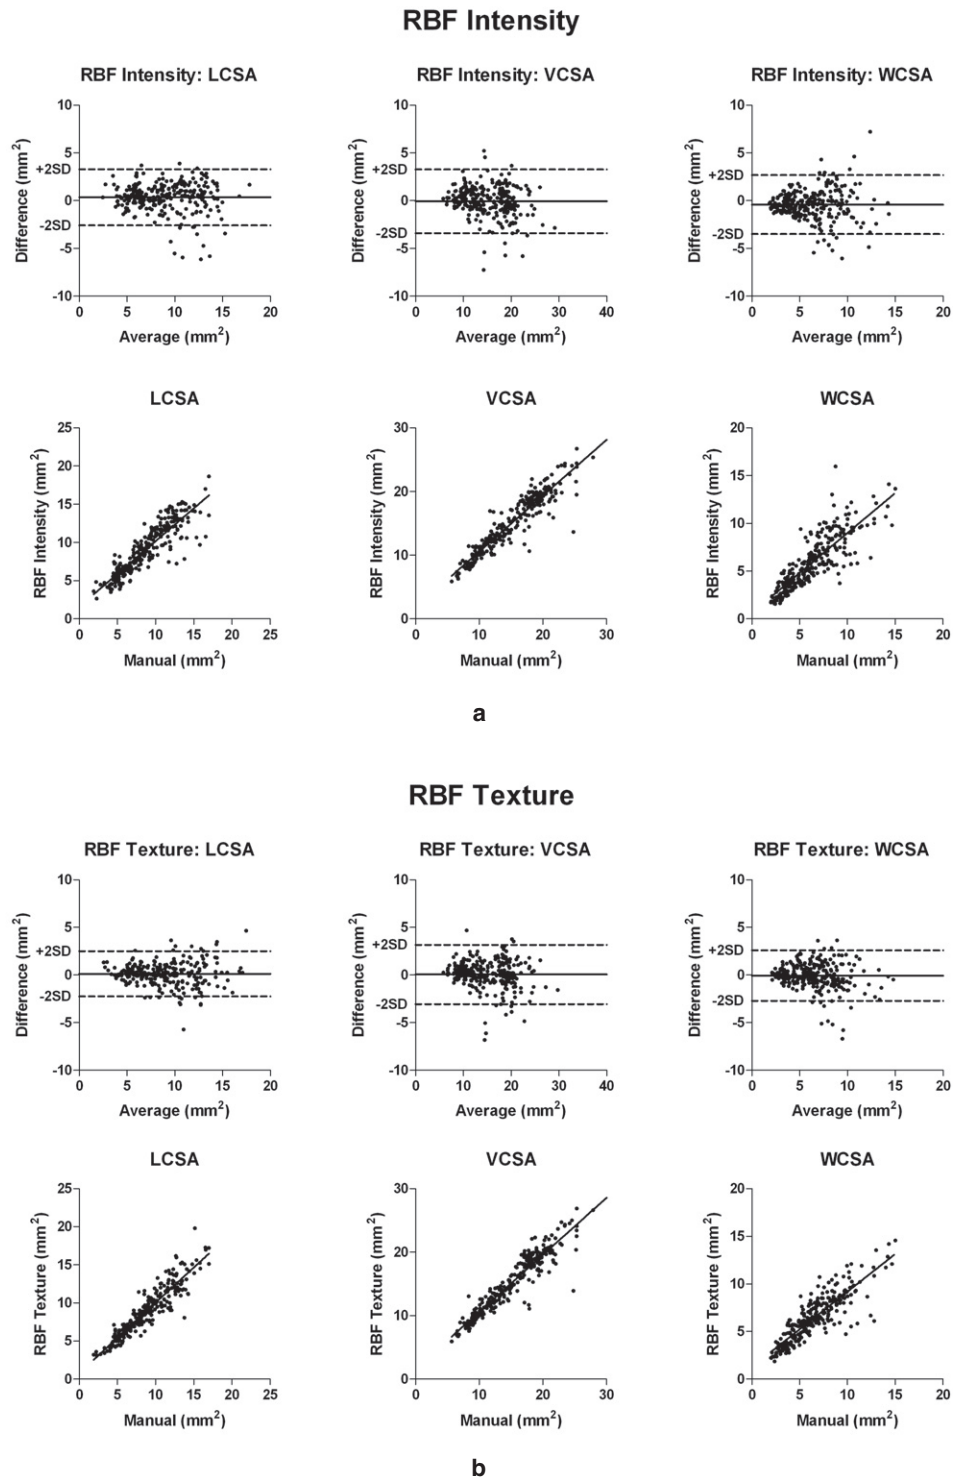 RBF Intensity
RBF Intensity: LCSA
10
5
+2SD
0
-2SD
-5
-10
Difference (mm²)
0 5 10 15 20
Average (mm²)
RBF Intensity: VCSA
10
5
+2SD
0
-2SD
-5
-10
Difference (mm²)
0 10 20 30 40
Average (mm²)
RBF Intensity: WCSA
10
5
+2SD
0
-2SD
-5
-10
Difference (mm²)
0 5 10 15 20
Average (mm²)
LCSA
25
20
15
10
5
0
RBF Intensity (mm²)
0 5 10 15 20 25
Manual (mm²)
VCSA
30
20
10
0
RBF Intensity (mm²)
0 10 20 30
Manual (mm²)
WCSA
20
15
10
5
0
RBF Intensity (mm²)
0 5 10 15 20
Manual (mm²)
a
RBF Texture
RBF Texture: LCSA
10
5
+2SD
0
-2SD
-5
-10
Difference (mm²)
0 5 10 15 20
Average (mm²)
RBF Texture: VCSA
10
5
+2SD
0
-2SD
-5
-10
Difference (mm²)
0 10 20 30 40
Average (mm²)
RBF Texture: WCSA
10
5
+2SD
0
-2SD
-5
-10
Difference (mm²)
0 5 10 15 20
Average (mm²)
LCSA
25
20
15
10
5
0
RBF Texture (mm²)
0 5 10 15 20 25
Manual (mm²)
VCSA
30
20
10
0
RBF Texture (mm²)
0 10 20 30
Manual (mm²)
WCSA
20
15
10
5
0
RBF Texture (mm²)
0 5 10 15 20
Manual (mm²)
b